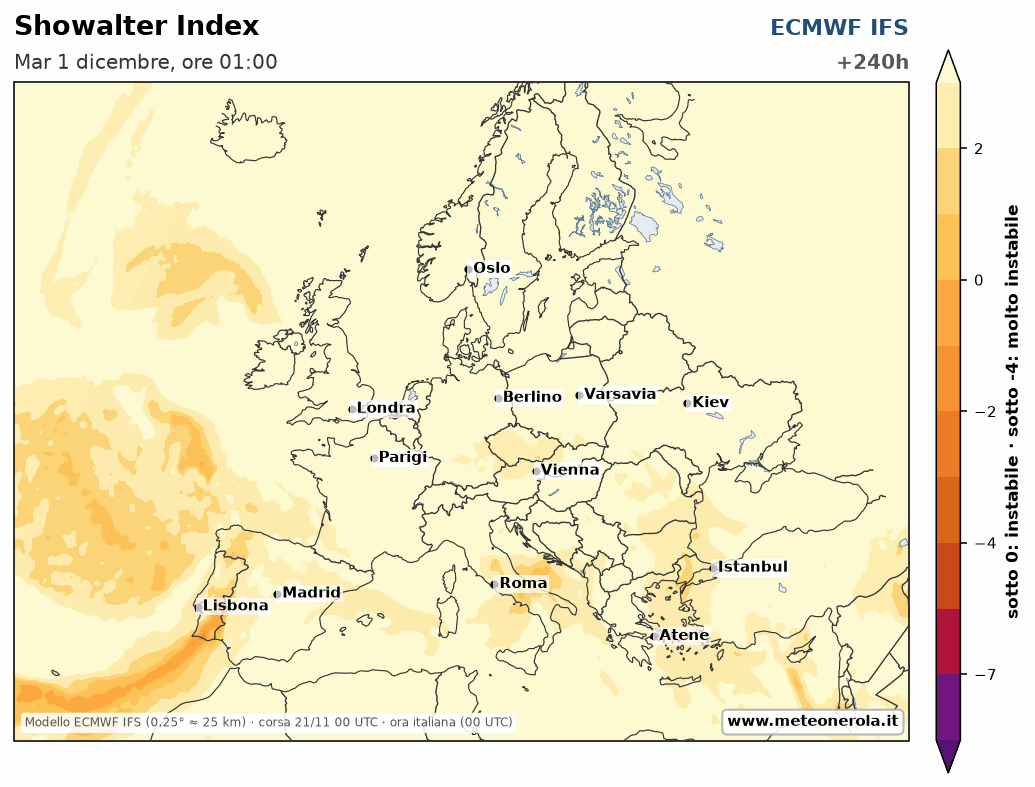 Showalter Index
ECMWF IFS
Mar 1 dicembre, ore 01:00
+240h
Oslo
Londra
Berlino
Varsavia
Kiev
Parigi
Vienna
Istanbul
Roma
Madrid
Lisbona
Atene
2
0
−2
−4
−7
sotto 0: instabile · sotto -4: molto instabile
Modello ECMWF IFS (0,25° ≈ 25 km) · corsa 21/11 00 UTC · ora italiana (00 UTC)
www.meteonerola.it